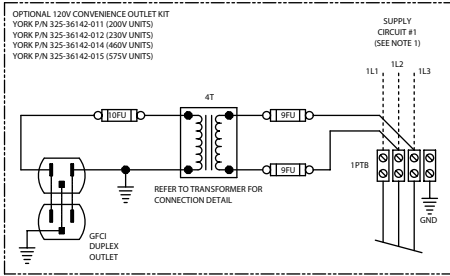 OPTIONAL 120V CONVENIENCE OUTLET KIT
YORK P/N 325-36142-011 (200V UNITS)
YORK P/N 325-36142-012 (230V UNITS)
YORK P/N 325-36142-014 (460V UNITS)
YORK P/N 325-36142-015 (575V UNITS)
SUPPLY
CIRCUIT #1
(SEE NOTE 1)
1L1
1L2
1L3
4T
10FU
9FU
9FU
1PTB
REFER TO TRANSFORMER FOR
CONNECTION DETAIL
GND
GFCI
DUPLEX
OUTLET